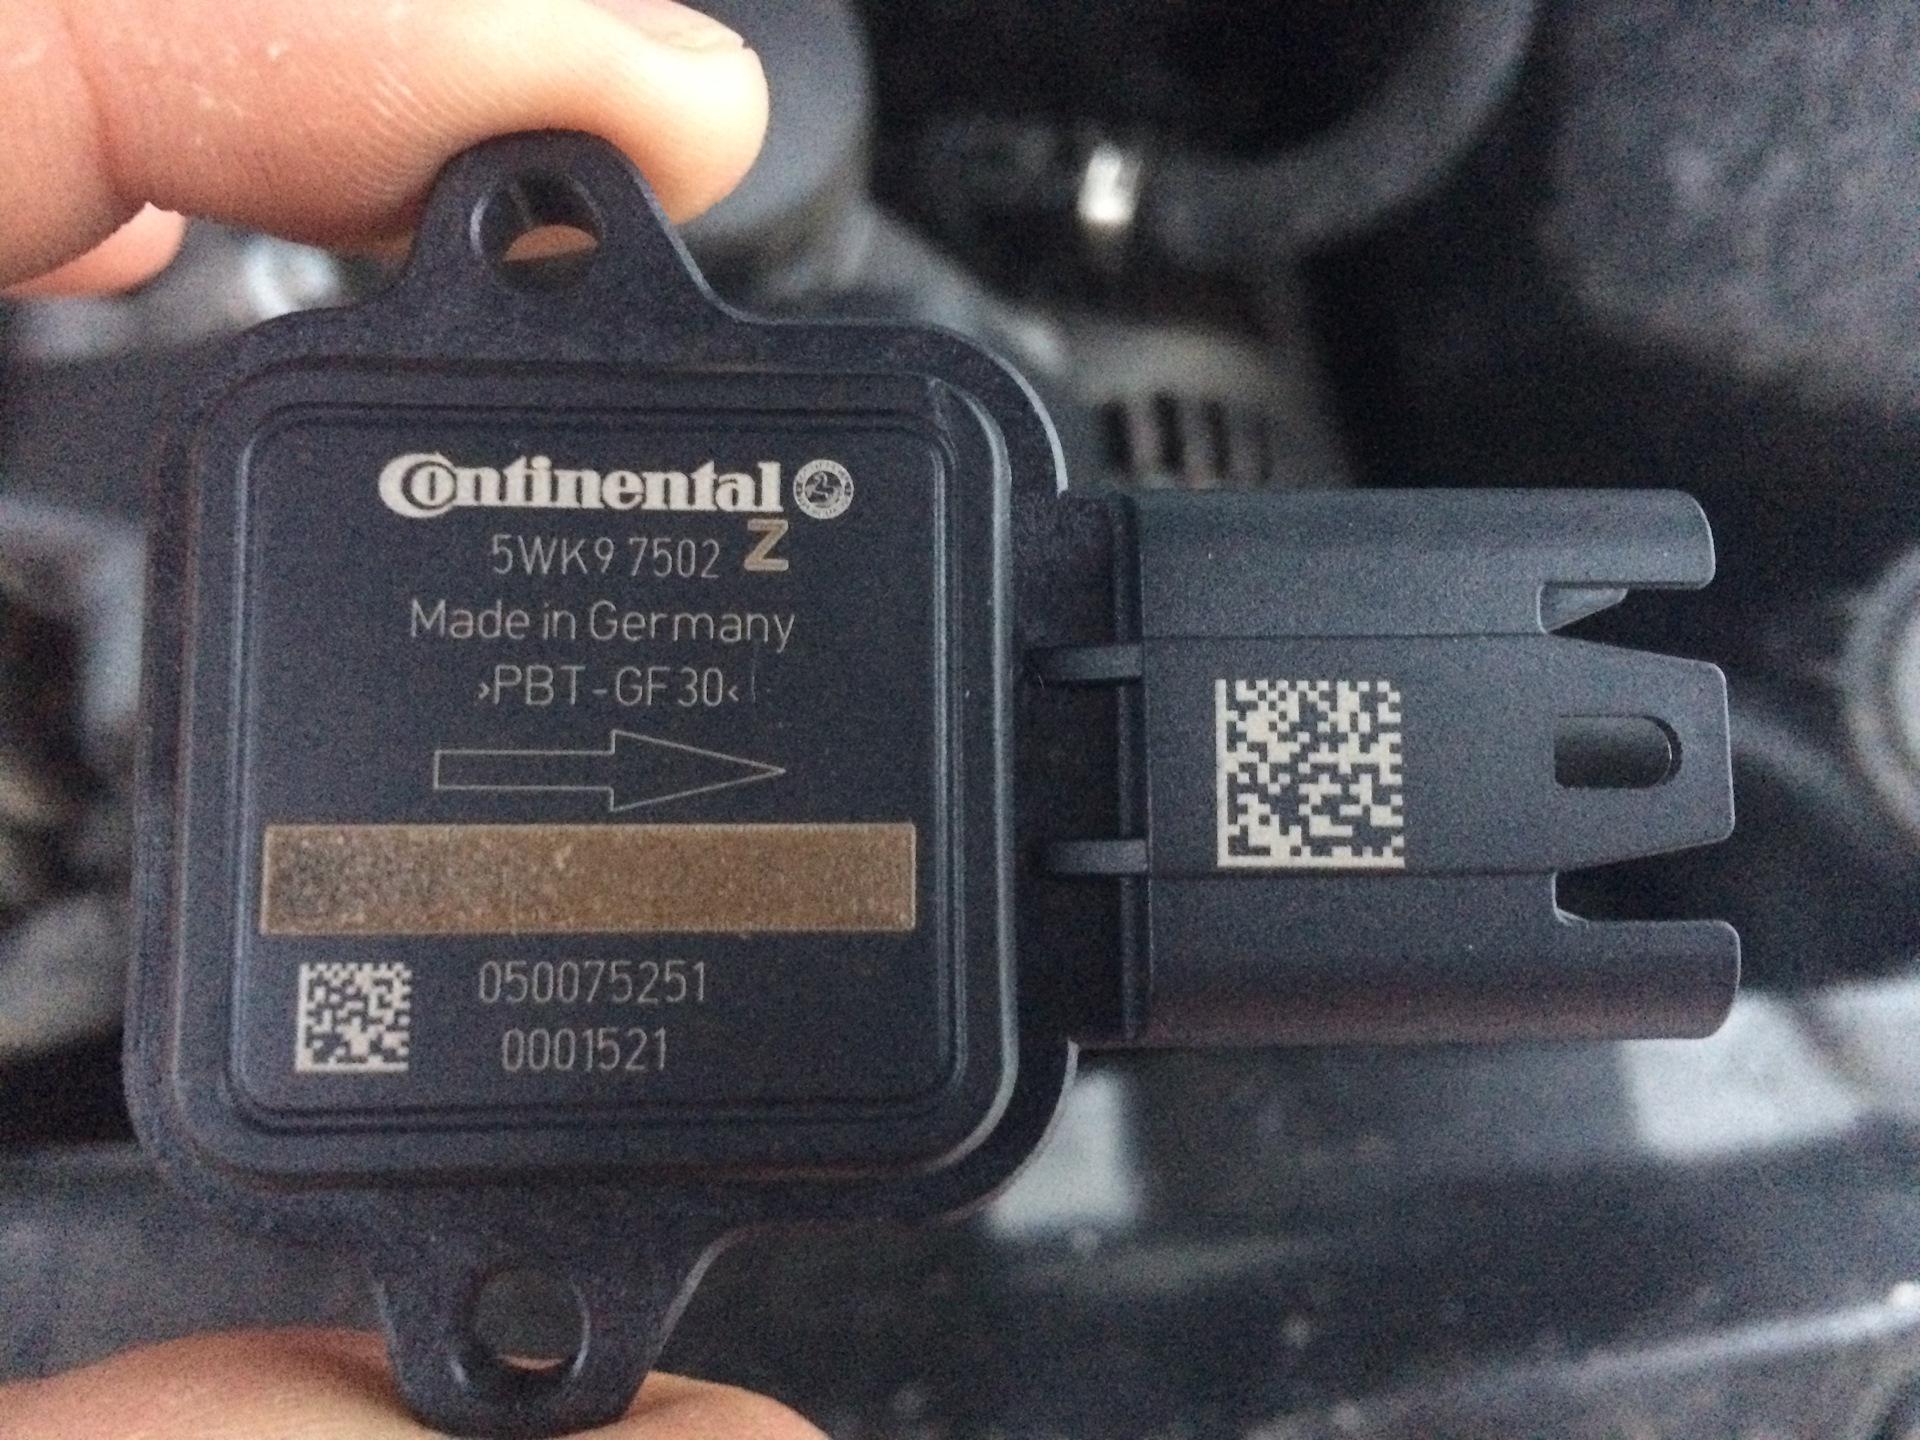 Continental
5WK9 7502 Z
Made in Germany
›PBT-GF30‹
050075251
0001521